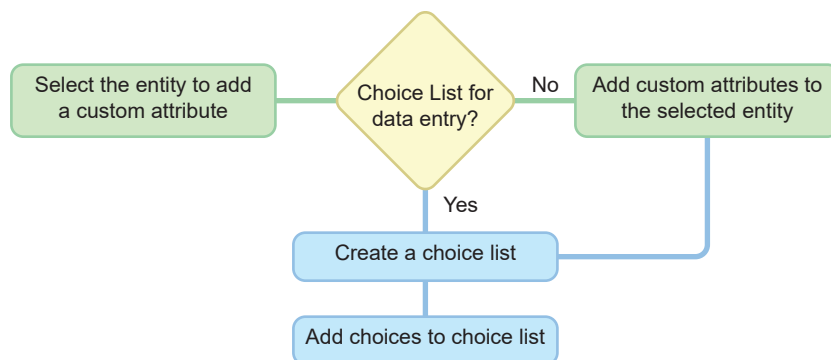 Select the entity to add
a custom attribute
Choice List for
data entry?
No
Add custom attributes to
the selected entity
Yes
Create a choice list
Add choices to choice list